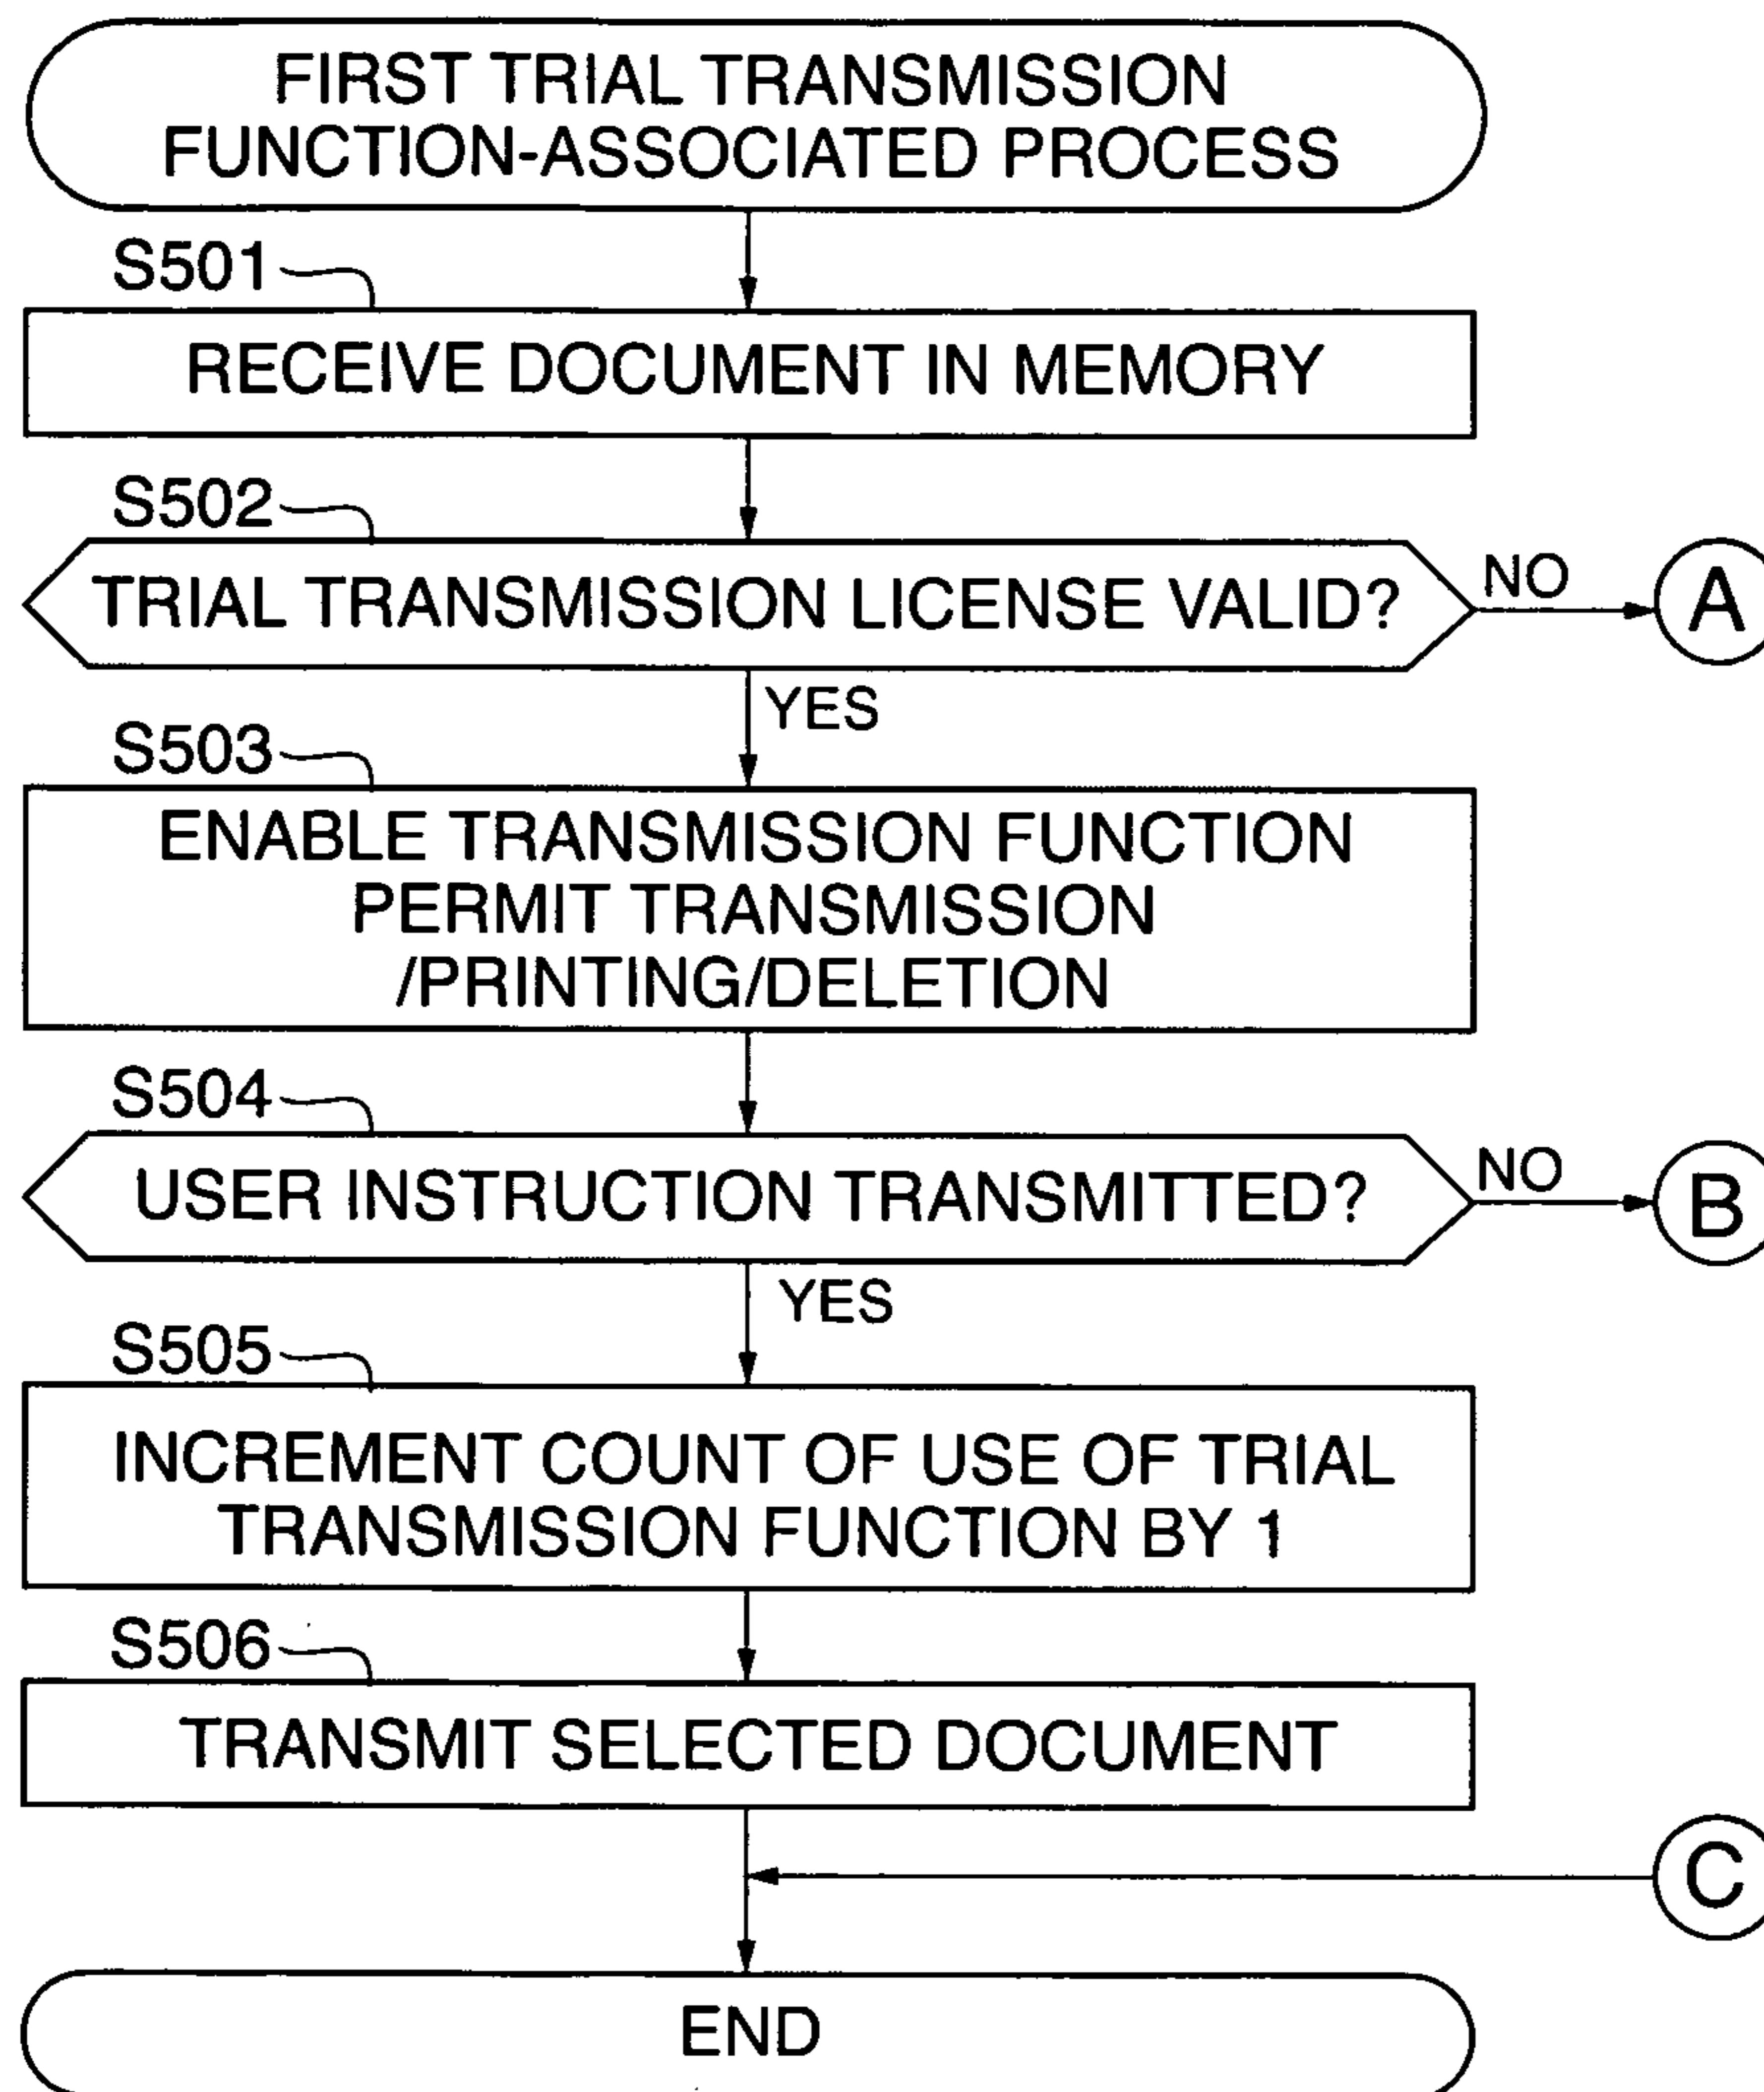 FIRST TRIAL TRANSMISSION
FUNCTION-ASSOCIATED PROCESS
S501
RECEIVE DOCUMENT IN MEMORY
S502
TRIAL TRANSMISSION LICENSE VALID?
NO
A
YES
S503
ENABLE TRANSMISSION FUNCTION
PERMIT TRANSMISSION
/PRINTING/DELETION
S504
USER INSTRUCTION TRANSMITTED?
NO
B
YES
S505
INCREMENT COUNT OF USE OF TRIAL
TRANSMISSION FUNCTION BY 1
S506
TRANSMIT SELECTED DOCUMENT
C
END